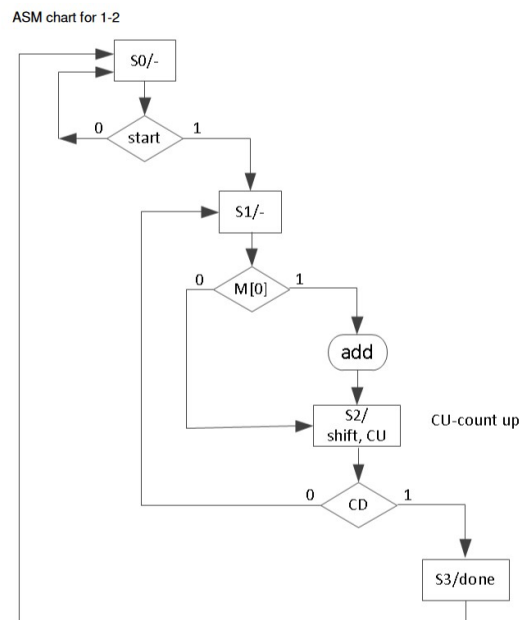 ASM chart for 1-2
S0/-
0
start
1
S1/-
0
M[0]
1
add
S2/
shift, CU
CU-count up
0
CD
1
S3/done